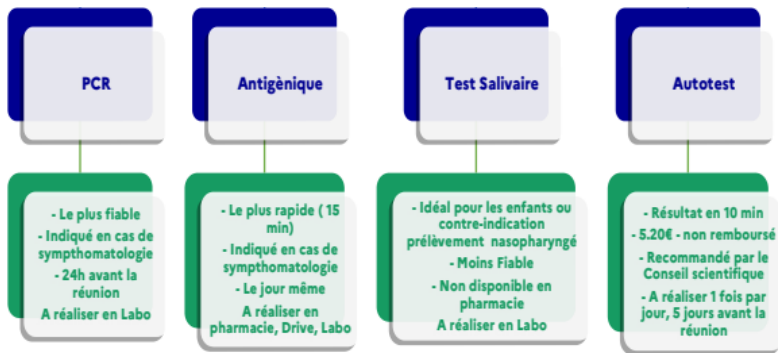 PCR
Antigènique
Test Salivaire
Autotest
- Le plus fiable
- Indiqué en cas de
sympthomatologie
- 24h avant la
réunion
A réaliser en Labo
- Le plus rapide ( 15
min)
- Indiqué en cas de
sympthomatologie
- Le jour même
A réaliser en
pharmacie, Drive, Labo
- Idéal pour les enfants ou
contre-indication
prélèvement nasopharyngé
- Moins Fiable
- Non disponible en
pharmacie
A réaliser en Labo
- Résultat en 10 min
- 5.20€ - non remboursé
- Recommandé par le
Conseil scientifique
- A réaliser 1 fois par
jour, 5 jours avant la
réunion